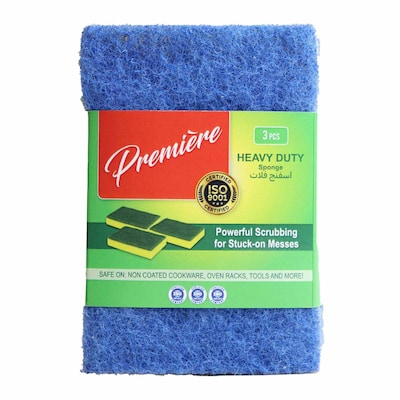 Première
3 PCS
HEAVY DUTY
Sponge
اسفنج فلات
CERTIFIED
ISO
9001
CERTIFIED
Powerful Scrubbing
for Stuck-on Messes
SAFE ON: NON COATED COOKWARE, OVEN RACKS, TOOLS AND MORE!